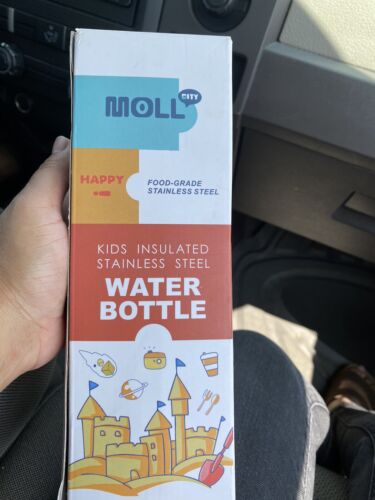 MOLL
CITY
HAPPY
FOOD-GRADE
STAINLESS STEEL
KIDS INSULATED
STAINLESS STEEL
WATER
BOTTLE